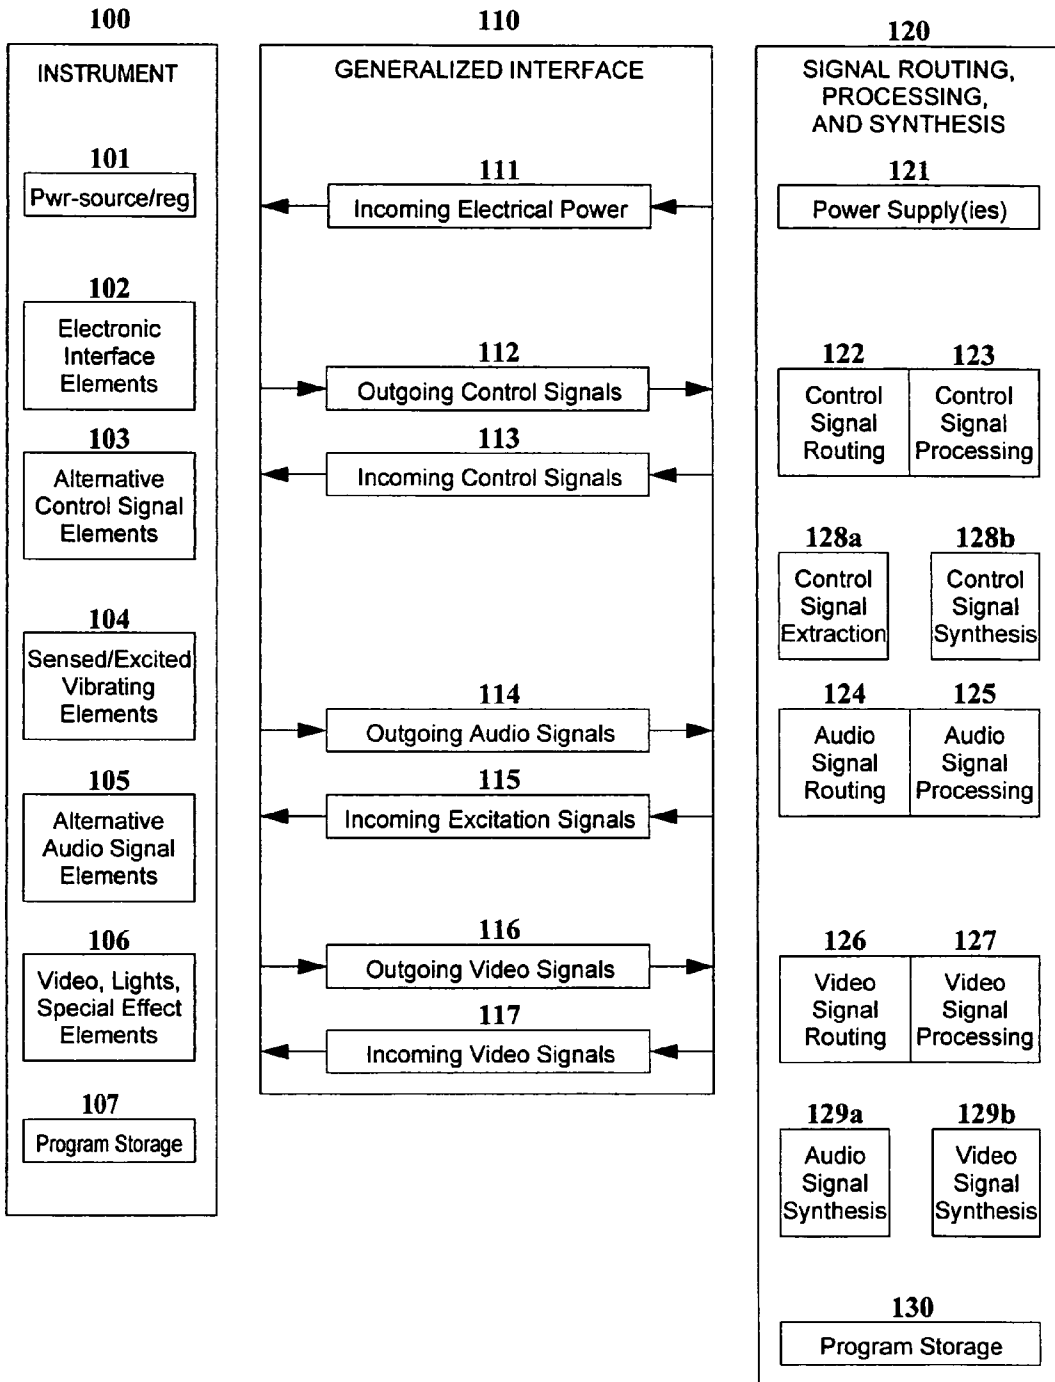 100
INSTRUMENT
101
Pwr-source/reg
102
Electronic
Interface
Elements
103
Alternative
Control Signal
Elements
104
Sensed/Excited
Vibrating
Elements
105
Alternative
Audio Signal
Elements
106
Video, Lights,
Special Effect
Elements
107
Program Storage
110
GENERALIZED INTERFACE
111
Incoming Electrical Power
112
Outgoing Control Signals
113
Incoming Control Signals
114
Outgoing Audio Signals
115
Incoming Excitation Signals
116
Outgoing Video Signals
117
Incoming Video Signals
120
SIGNAL ROUTING,
PROCESSING,
AND SYNTHESIS
121
Power Supply(ies)
122
Control
Signal
Routing
123
Control
Signal
Processing
128a
Control
Signal
Extraction
128b
Control
Signal
Synthesis
124
Audio
Signal
Routing
125
Audio
Signal
Processing
126
Video
Signal
Routing
127
Video
Signal
Processing
129a
Audio
Signal
Synthesis
129b
Video
Signal
Synthesis
130
Program Storage